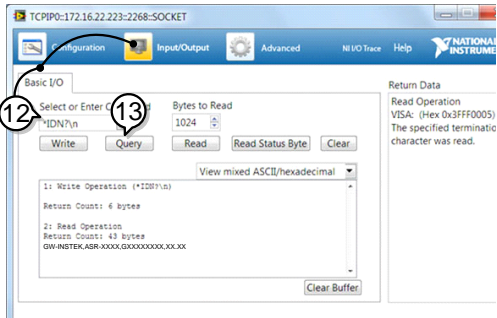 TCPIP0::172.16.22.223::2268::SOCKET
Configuration
Input/Output
Advanced
NI I/O Trace
Help
NATIONAL
INSTRUME
Basic I/O
12
Select or Enter C
d
13
*IDN?\n
Bytes to Read
1024
Write
Query
Read
Read Status Byte
Clear
View mixed ASCII/hexadecimal
1: Write Operation (*IDN?\n)
Return Count: 6 bytes
2: Read Operation
Return Count: 43 bytes
GW-INSTEK,ASR-XXXX,GXXXXXXXX,XX.XX
Clear Buffer
Return Data
Read Operation
VISA: (Hex 0x3FFF0005)
The specified terminatio
character was read.